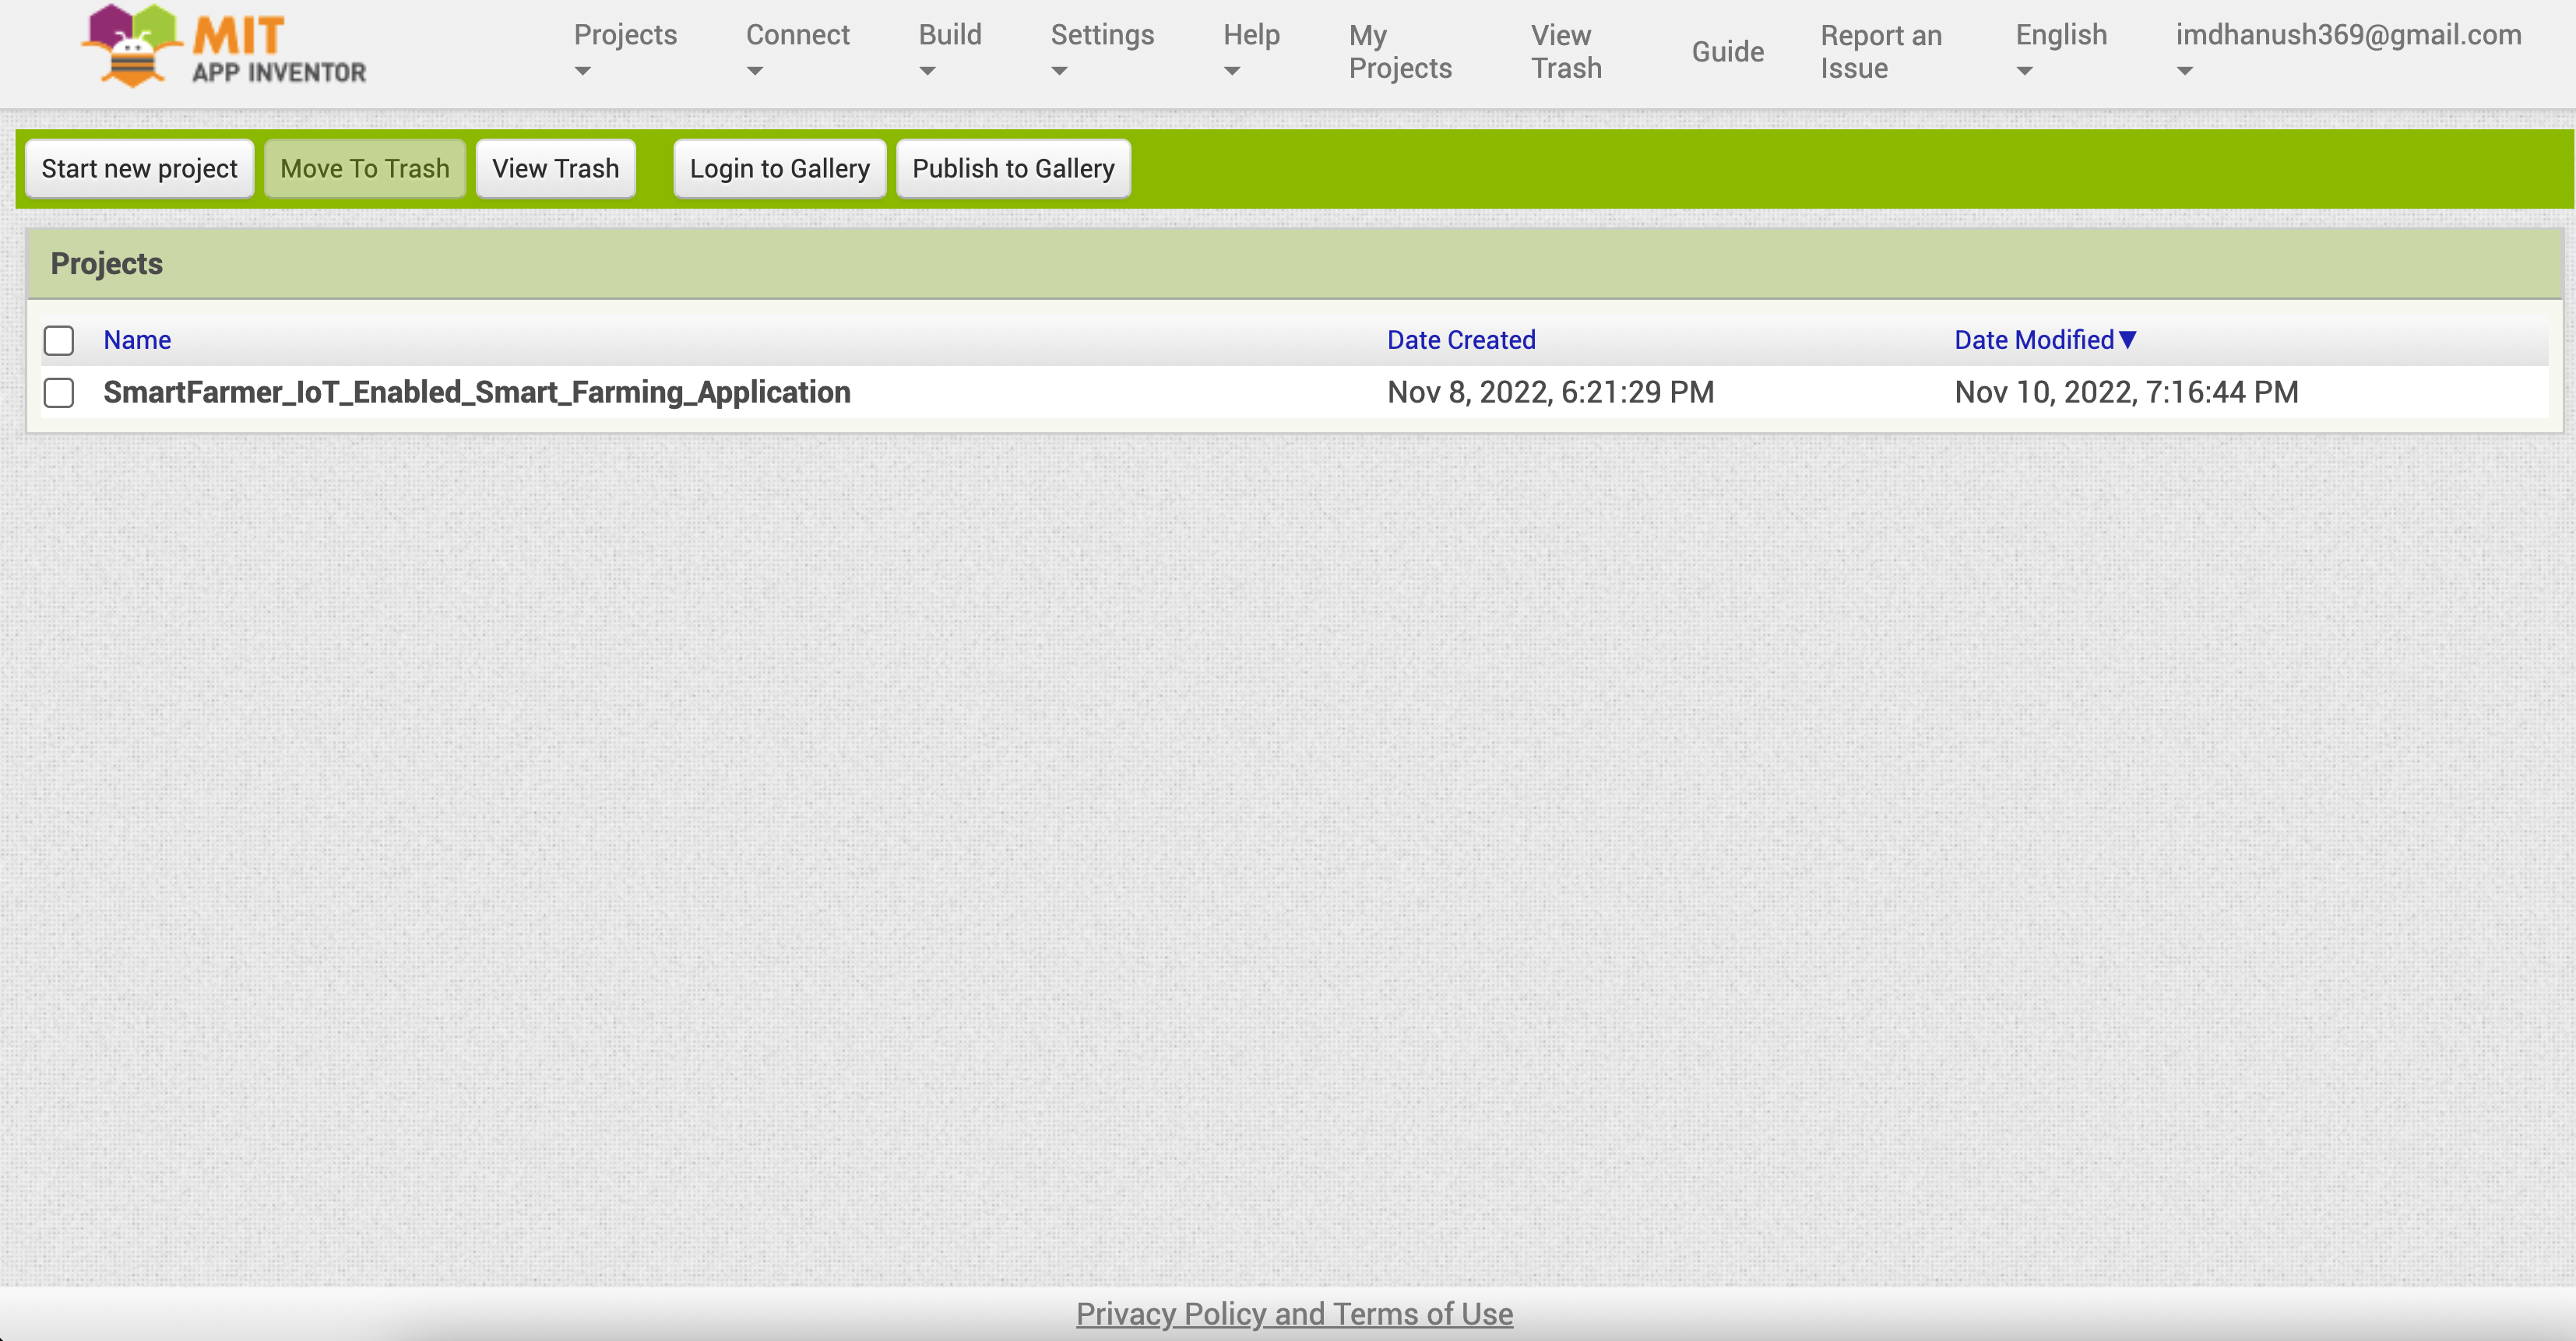 MIT
APP INVENTOR
Projects
Connect
Build
Settings
Help
My
Projects
View
Trash
Guide
Report an
Issue
English
imdhanush369@gmail.com
Start new project
Move To Trash
View Trash
Login to Gallery
Publish to Gallery
Projects
Name Date Created Date Modified▼
SmartFarmer_IoT_Enabled_Smart_Farming_Application Nov 8, 2022, 6:21:29 PM Nov 10, 2022, 7:16:44 PM
Privacy Policy and Terms of Use